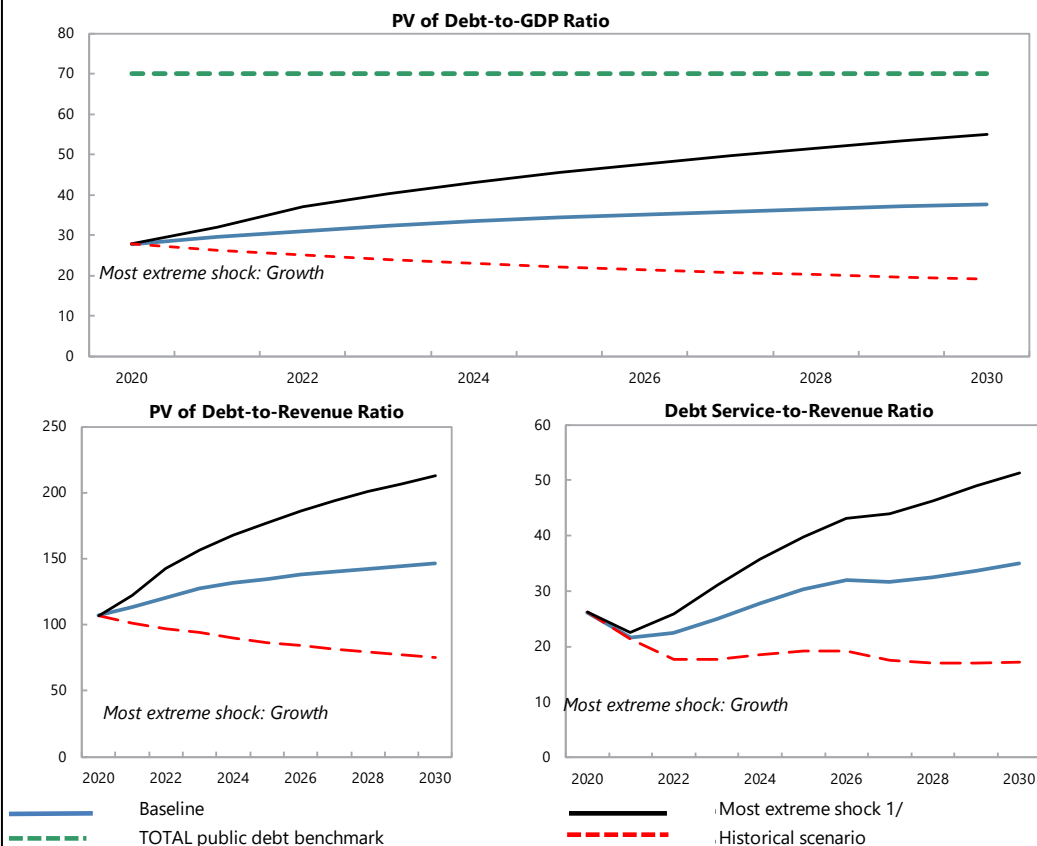 PV of Debt-to-GDP Ratio
80
70
60
50
40
30
20
10
0
Most extreme shock: Growth
2020 2022 2024 2026 2028 2030
PV of Debt-to-Revenue Ratio
250
200
150
100
50
0
Most extreme shock: Growth
2020 2022 2024 2026 2028 2030
Debt Service-to-Revenue Ratio
60
50
40
30
20
10
0
Most extreme shock: Growth
2020 2022 2024 2026 2028 2030
Baseline
Most extreme shock 1/
TOTAL public debt benchmark
Historical scenario